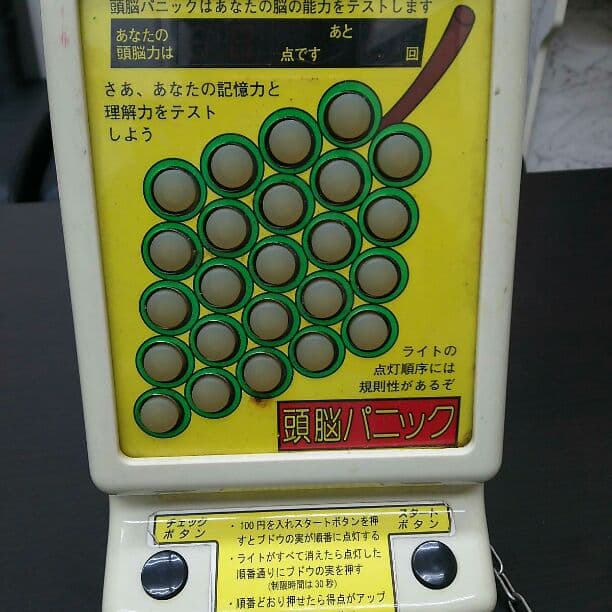 頭脳パニックはあなたの脳の能力をテストします
あなたの
頭脳力は
点です
あと
回
さあ、あなたの記憶力と
理解力をテスト
しよう
ライトの
点灯順序には
規則性があるぞ
頭脳パニック
チェック
ボタン
スタート
ボタン
・100円を入れスタートボタンを押
すとブドウの実が順番に点灯する
・ライトがすべて消えたら点灯した
順番通りにブドウの実を押す
(制限時間は30秒)
・順番どおり押せたら得点がアップ